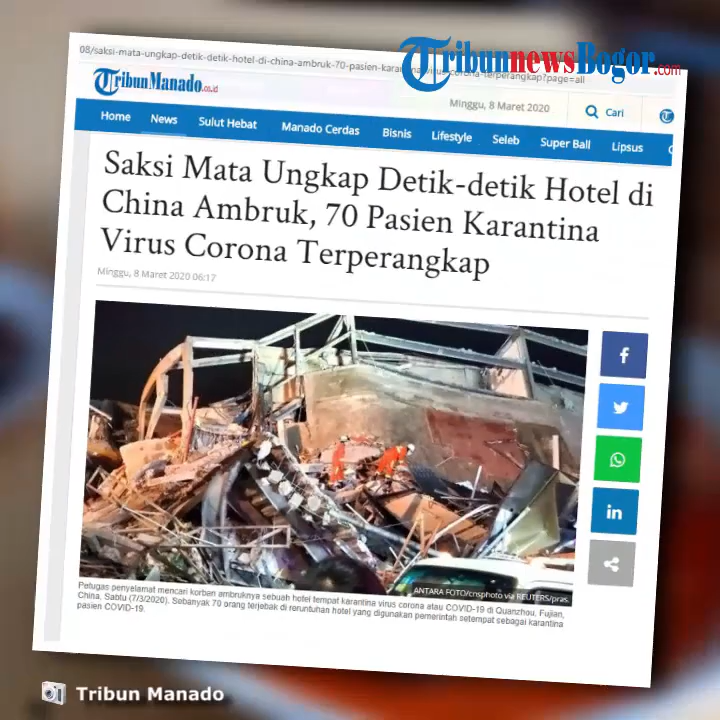 TribunnewsBogor.com
08/saksi-mata-ungkap-detik-detik-hotel-di-china-ambruk-70-pasien-karantina-virus-corona-terperangkap?page=all
TribunManado.co.id
Minggu, 8 Maret 2020
Cari
Home News Sulut Hebat Manado Cerdas Bisnis Lifestyle Seleb Super Ball Lipsus
Saksi Mata Ungkap Detik-detik Hotel di
China Ambruk, 70 Pasien Karantina
Virus Corona Terperangkap
Minggu, 8 Maret 2020 06:17
ANTARA FOTO/cnsphoto via REUTERS/pras.
Petugas penyelamat mencari korban ambruknya sebuah hotel tempat karantina virus corona atau COVID-19 di Quanzhou, Fujian,
China, Sabtu (7/3/2020). Sebanyak 70 orang terjebak di reruntuhan hotel yang digunakan pemerintah setempat sebagai karantina
pasien COVID-19.
Tribun Manado